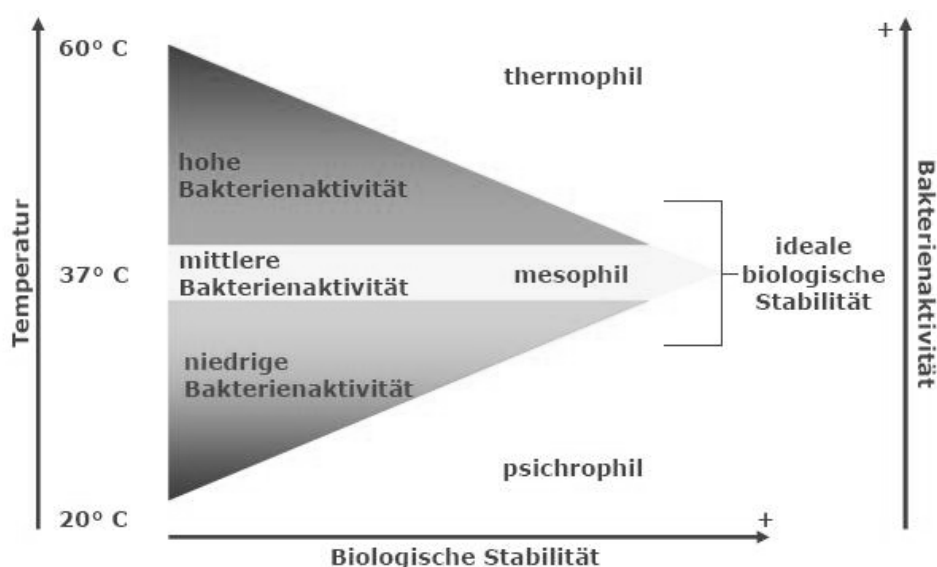 60° C
+
thermophil
hohe
Bakterienaktivität
Temperatur
37° C
mittlere
Bakterienaktivität
mesophil
ideale
biologische
Stabilität
Bakterienaktivität
niedrige
Bakterienaktivität
psichrophil
20° C
+
Biologische Stabilität